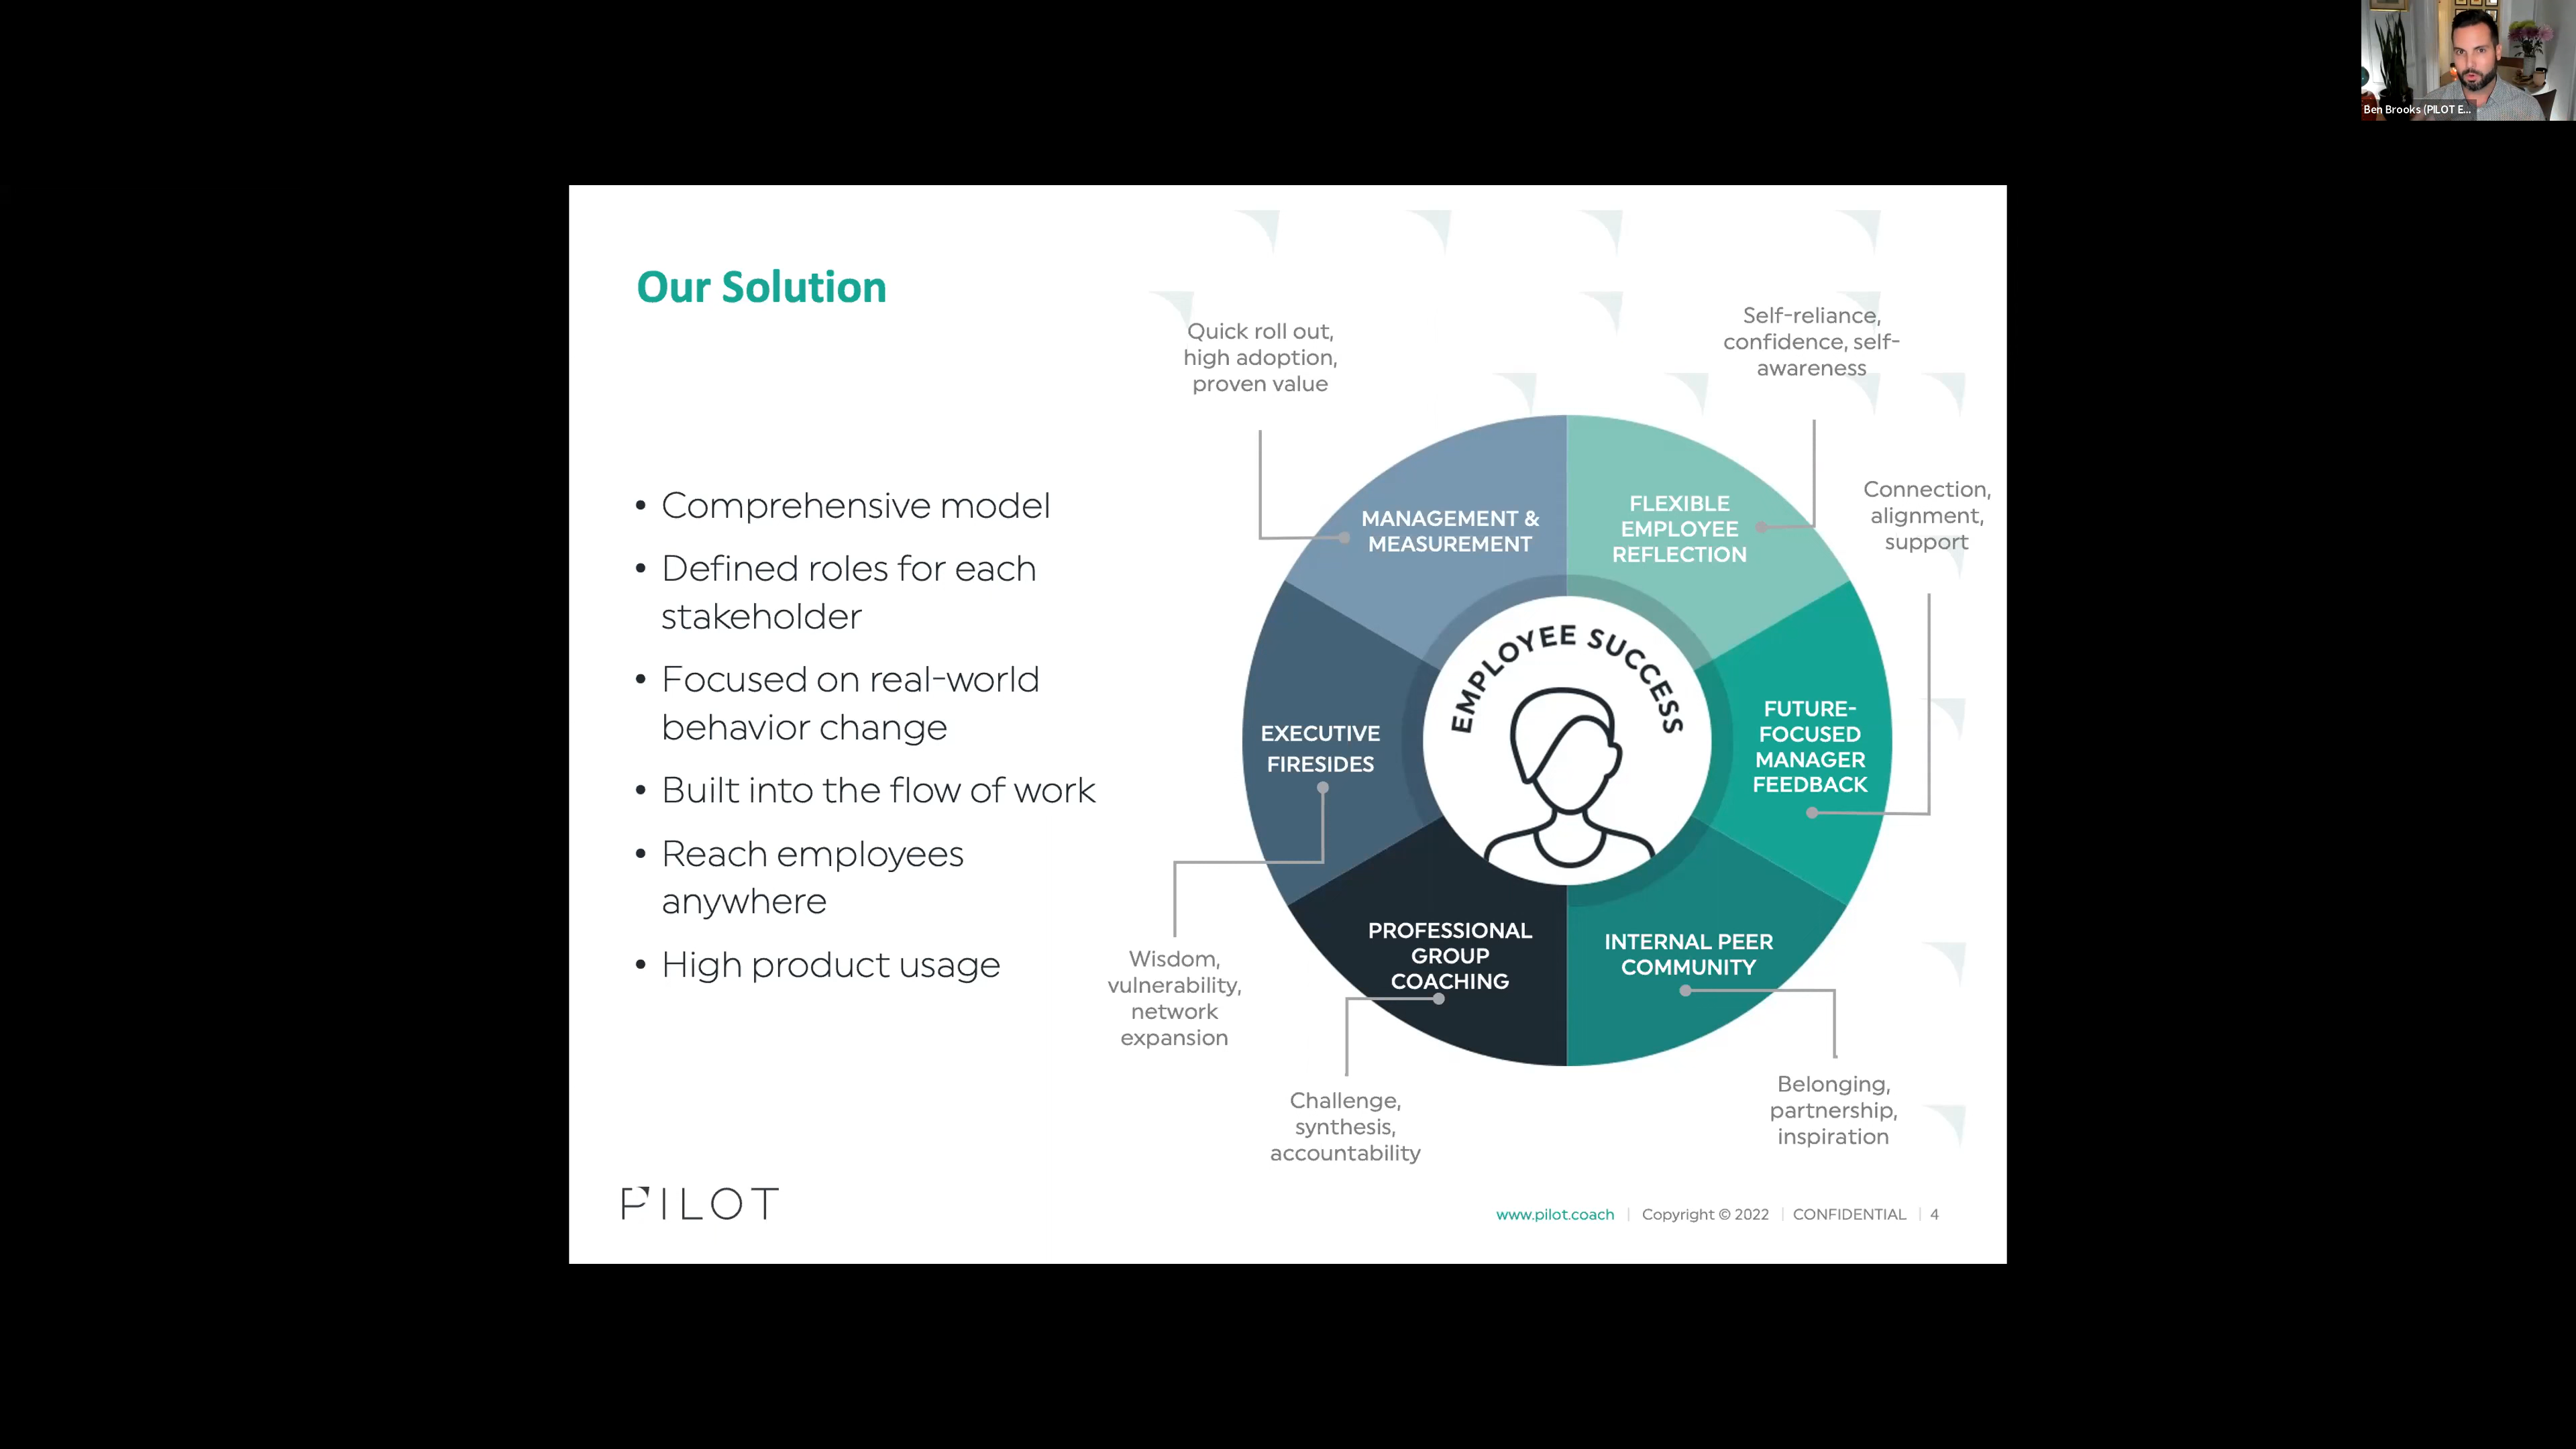 Ben Brooks (PILOT E...
Our Solution
• Comprehensive model
• Defined roles for each
stakeholder
• Focused on real-world
behavior change
• Built into the flow of work
• Reach employees
anywhere
• High product usage
Quick roll out,
high adoption,
proven value
Self-reliance,
confidence, self-
awareness
Connection,
alignment,
support
MANAGEMENT &
MEASUREMENT
FLEXIBLE
EMPLOYEE
REFLECTION
EMPLOYEE SUCCESS
EXECUTIVE
FIRESIDES
FUTURE-
FOCUSED
MANAGER
FEEDBACK
PROFESSIONAL
GROUP
COACHING
INTERNAL PEER
COMMUNITY
Wisdom,
vulnerability,
network
expansion
Challenge,
synthesis,
accountability
Belonging,
partnership,
inspiration
PILOT
www.pilot.coach | Copyright © 2022 | CONFIDENTIAL | 4